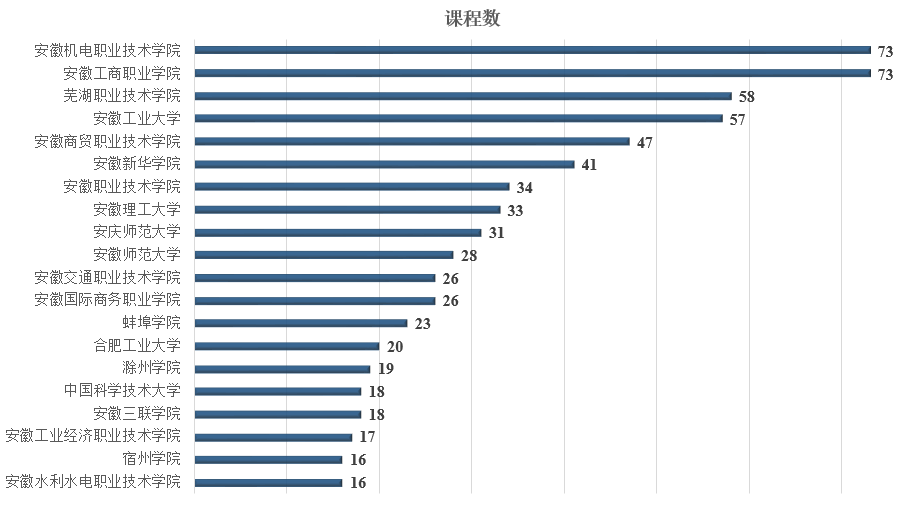 课程数
安徽机电职业技术学院 73
安徽工商职业学院 73
芜湖职业技术学院 58
安徽工业大学 57
安徽商贸职业技术学院 47
安徽新华学院 41
安徽职业技术学院 34
安徽理工大学 33
安庆师范大学 31
安徽师范大学 28
安徽交通职业技术学院 26
安徽国际商务职业学院 26
蚌埠学院 23
合肥工业大学 20
滁州学院 19
中国科学技术大学 18
安徽三联学院 18
安徽工业经济职业技术学院 17
宿州学院 16
安徽水利水电职业技术学院 16